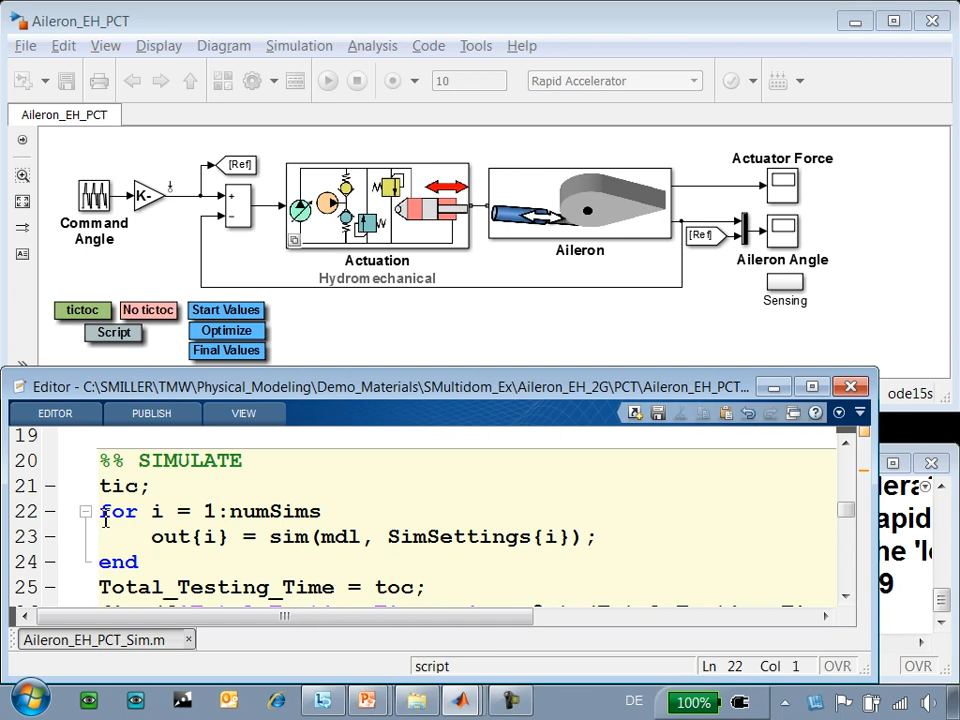 Aileron_EH_PCT
File Edit View Display Diagram Simulation Analysis Code Tools Help
10
Rapid Accelerator
Aileron_EH_PCT
Actuator Force
[Ref]
K-
Command
Angle
Actuation
Hydromechanical
Aileron
[Ref]
Aileron Angle
Sensing
tictoc
No tictoc
Script
Start Values
Optimize
Final Values
Editor - C:\SMILLER\TMW\Physical_Modeling\Demo_Materials\SMultidom_Ex\Aileron_EH_2G\PCT\Aileron_EH_PCT...
ode15s
EDITOR PUBLISH VIEW
19
20 %% SIMULATE
21 tic;
22 for i = 1:numSims
23 out{i} = sim(mdl, SimSettings{i});
24 end
25 Total_Testing_Time = toc;
Aileron_EH_PCT_Sim.m
script
Ln 22 Col 1 OVR
OVR
DE
100%